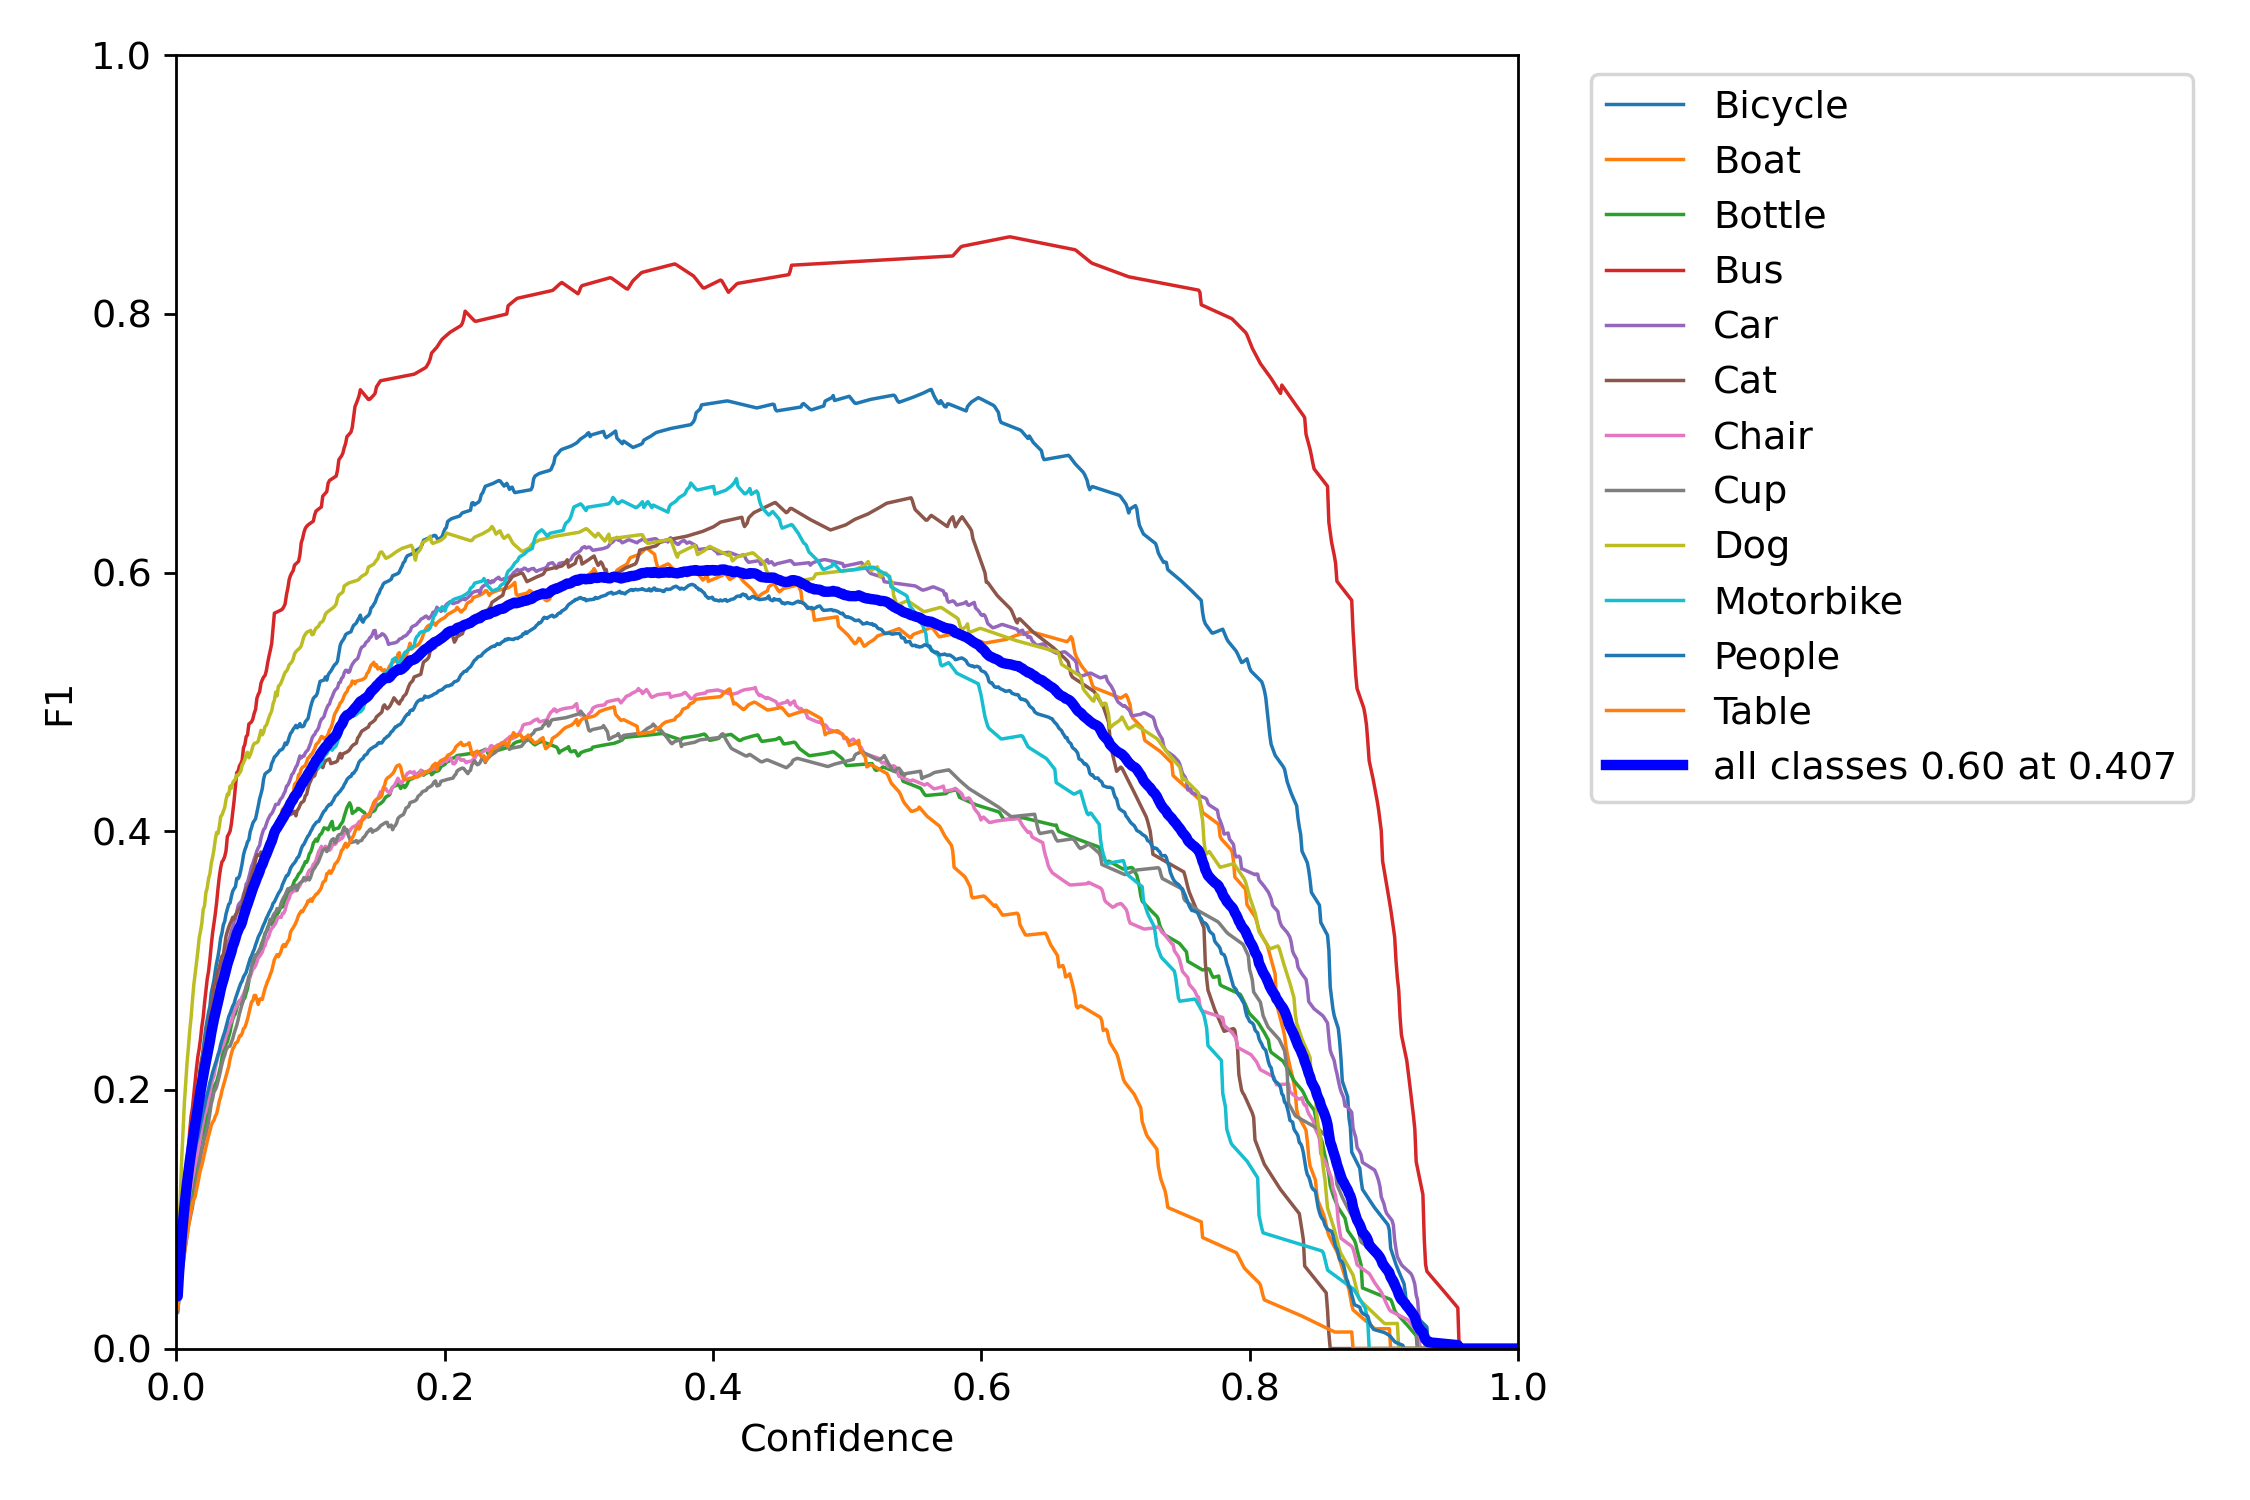 1.0
0.8
0.6
0.4
0.2
0.0
F1
0.0 0.2 0.4 0.6 0.8 1.0
Confidence
Bicycle
Boat
Bottle
Bus
Car
Cat
Chair
Cup
Dog
Motorbike
People
Table
all classes 0.60 at 0.407